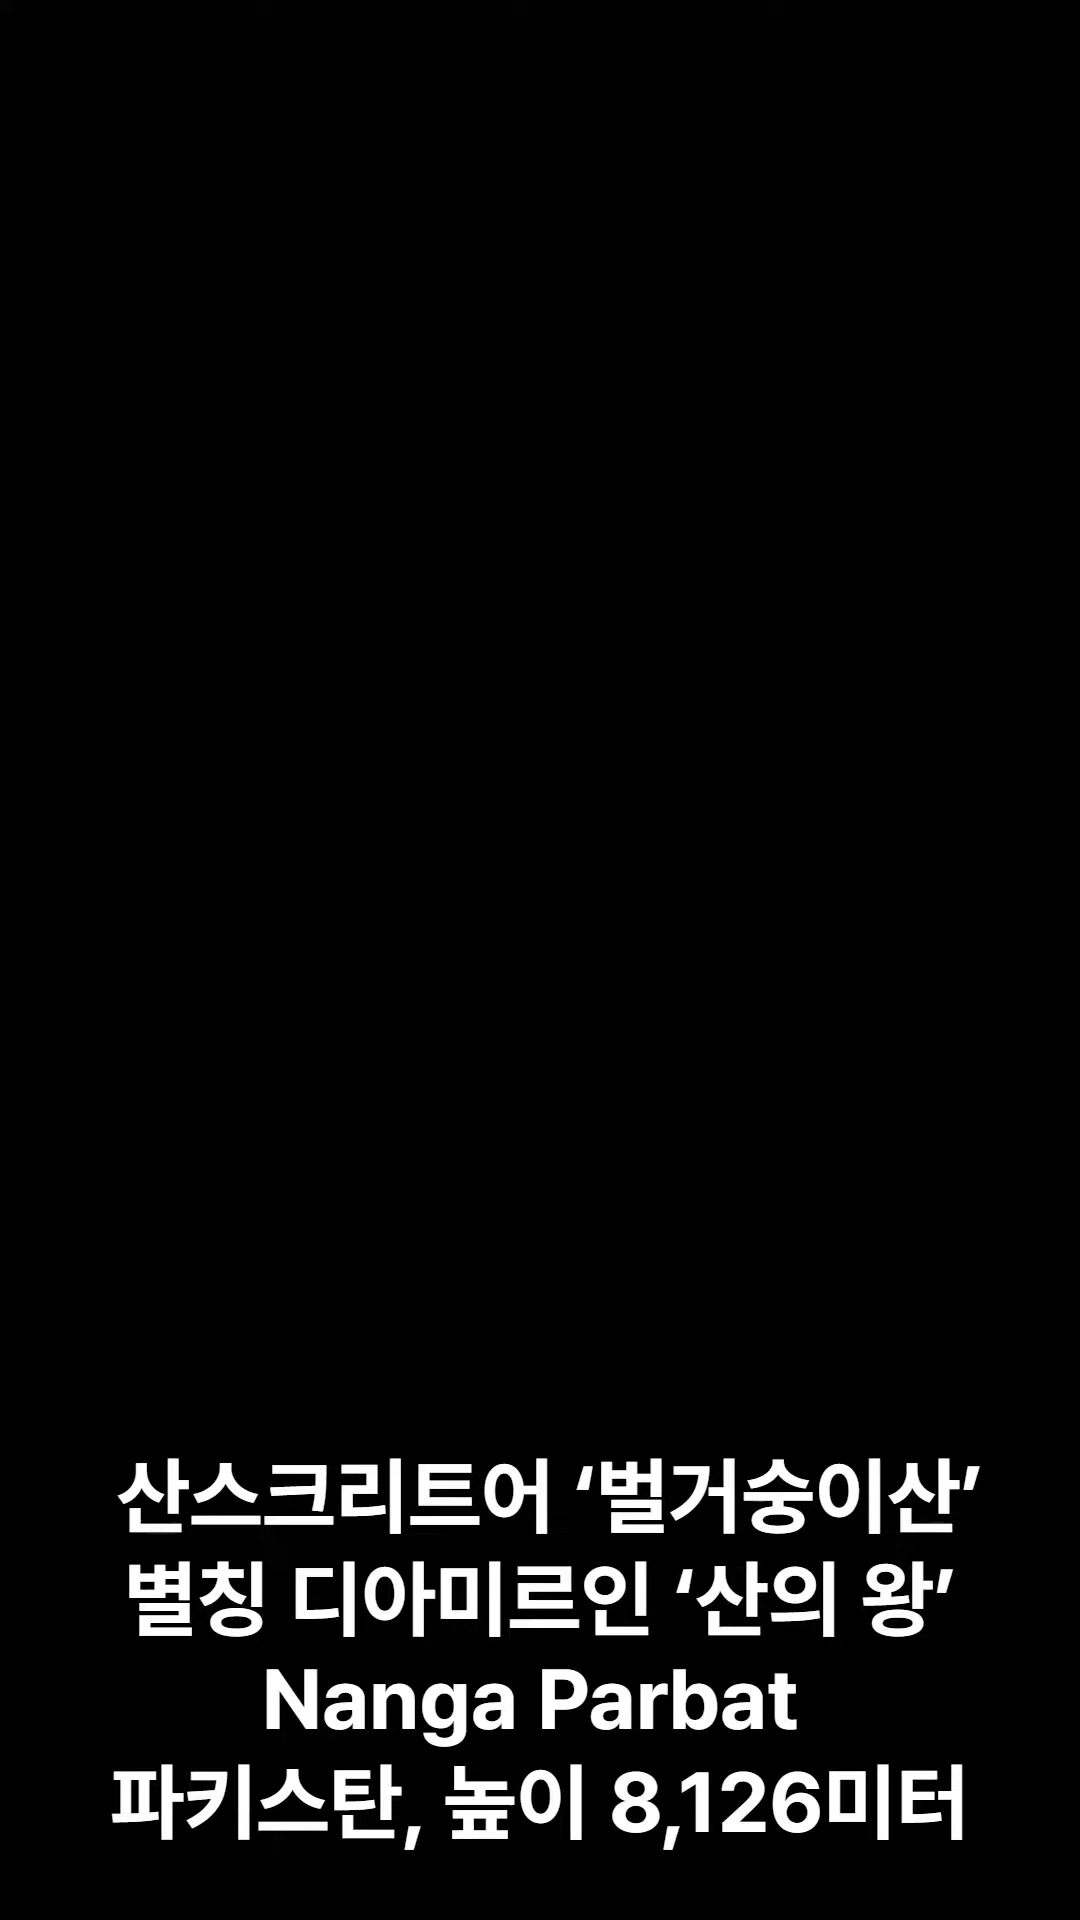 산스크리트어 ‘벌거숭이산’
별칭 디아미르인 ‘산의 왕’
Nanga Parbat
파키스탄, 높이 8,126미터